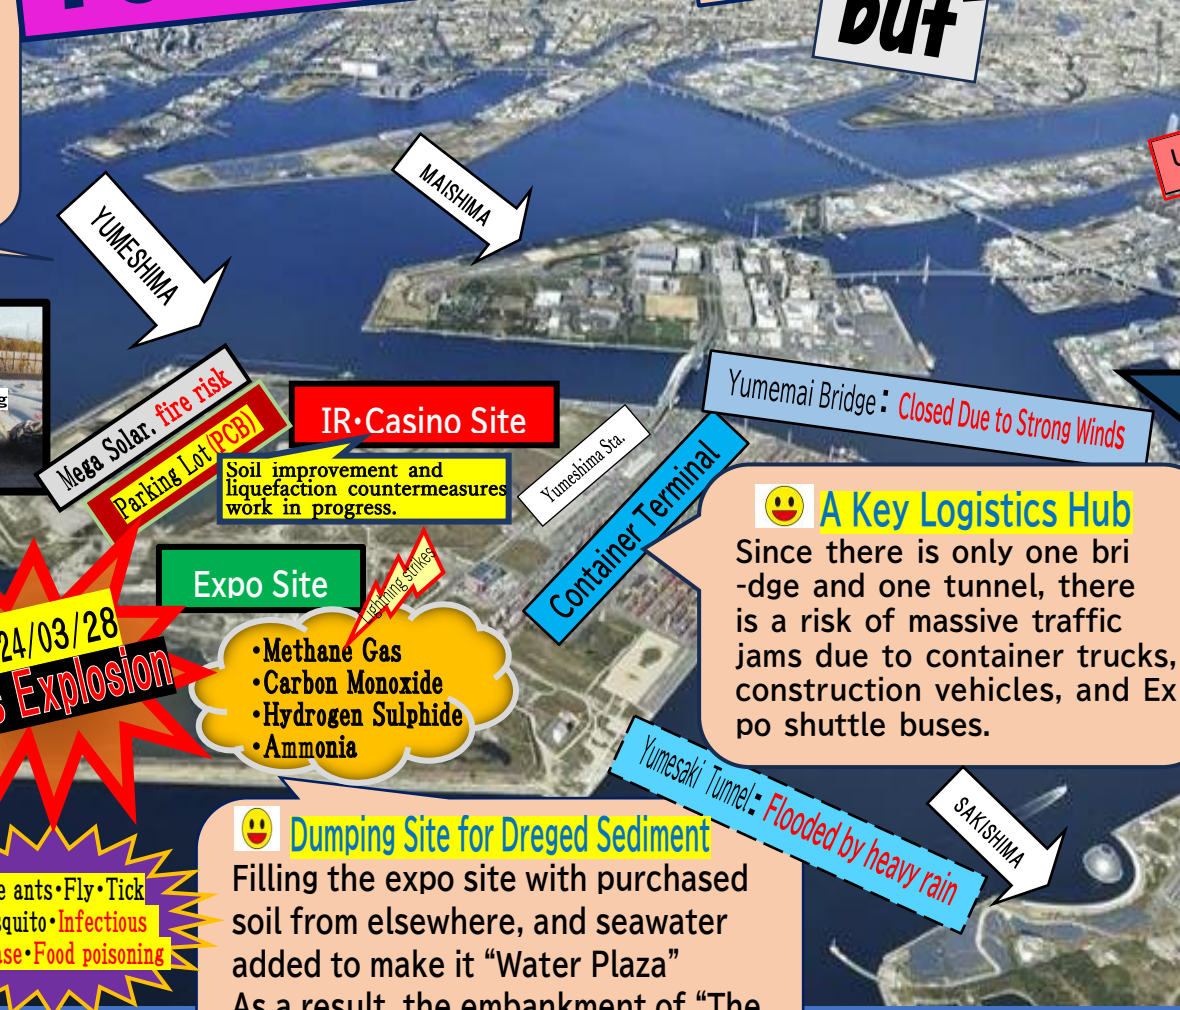 but
MAISHIMA
YUMESHIMA
Mega Solar. fire risk
Parking Lot(PCB)
IR・Casino Site
Soil improvement and
liquefaction countermeasures
work in progress.
Yumeshima Sta.
Yumemai Bridge：Closed Due to Strong Winds
Container Terminal
A Key Logistics Hub
Since there is only one bri
-dge and one tunnel, there
is a risk of massive traffic
jams due to container trucks,
construction vehicles, and Ex
po shuttle buses.
Expo Site
Lightning strikes
24/03/28
s Explosion
・Methane Gas
・Carbon Monoxide
・Hydrogen Sulphide
・Ammonia
Yumesaki Tunnel：Flooded by heavy rain
SAKISHIMA
e ants・Fly・Tick
squito・Infectious
ase・Food poisoning
Dumping Site for Dreged Sediment
Filling the expo site with purchased
soil from elsewhere, and seawater
added to make it “Water Plaza”
As a result, the embankment of “The